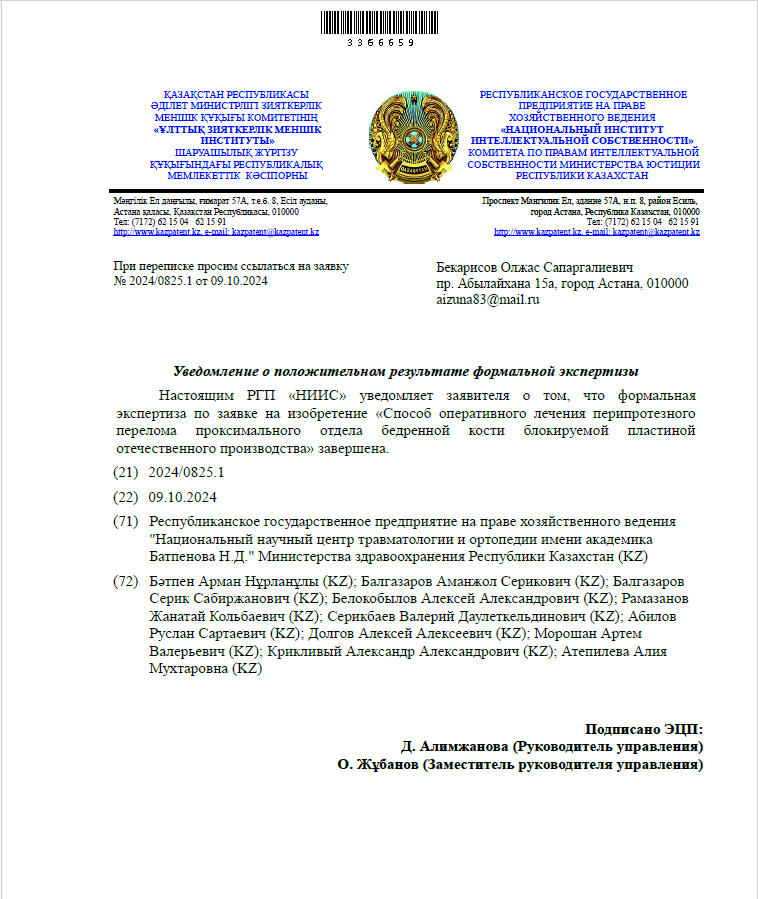 3366659
ҚАЗАҚСТАН РЕСПУБЛИКАСЫ
ӘДІЛЕТ МИНИСТРЛІГІ ЗИЯТКЕРЛІК
МЕНШІК ҚҰҚЫҒЫ КОМИТЕТІНІҢ
«ҰЛТТЫҚ ЗИЯТКЕРЛІК МЕНШІК
ИНСТИТУТЫ»
ШАРУАШЫЛЫҚ ЖҮРГІЗУ
ҚҰҚЫҒЫНДАҒЫ РЕСПУБЛИКАЛЫҚ
МЕМЛЕКЕТТІК КӘСІПОРНЫ
РЕСПУБЛИКАНСКОЕ ГОСУДАРСТВЕННОЕ
ПРЕДПРИЯТИЕ НА ПРАВЕ
ХОЗЯЙСТВЕННОГО ВЕДЕНИЯ
«НАЦИОНАЛЬНЫЙ ИНСТИТУТ
ИНТЕЛЛЕКТУАЛЬНОЙ СОБСТВЕННОСТИ»
КОМИТЕТА ПО ПРАВАМ ИНТЕЛЛЕКТУАЛЬНОЙ
СОБСТВЕННОСТИ МИНИСТЕРСТВА ЮСТИЦИИ
РЕСПУБЛИКИ КАЗАХСТАН
Мәңгілік Ел даңғылы, ғимарат 57А, т.е.б. 8, Есіл ауданы,
Астана қаласы, Қазақстан Республикасы, 010000
Тел: (7172) 62 15 04 62 15 91
http://www.kazpatent.kz, e-mail: kazpatent@kazpatent.kz
Проспект Мангилик Ел, здание 57А, н.п. 8, район Есиль,
город Астана, Республика Казахстан, 010000
Тел: (7172) 62 15 04 62 15 91
http://www.kazpatent.kz, e-mail: kazpatent@kazpatent.kz
При переписке просим ссылаться на заявку
№ 2024/0825.1 от 09.10.2024
Бекарисов Олжас Сапаргалиевич
пр. Абылайхана 15а, город Астана, 010000
aizuna83@mail.ru
Уведомление о положительном результате формальной экспертизы
Настоящим РГП «НИИС» уведомляет заявителя о том, что формальная
экспертиза по заявке на изобретение «Способ оперативного лечения перипротезного
перелома проксимального отдела бедренной кости блокируемой пластиной
отечественного производства» завершена.
(21) 2024/0825.1
(22) 09.10.2024
(71) Республиканское государственное предприятие на праве хозяйственного ведения
"Национальный научный центр травматологии и ортопедии имени академика
Батпенова Н.Д." Министерства здравоохранения Республики Казахстан (KZ)
(72) Бәтпен Арман Нұрланұлы (KZ); Балгазаров Аманжол Серикович (KZ); Балгазаров
Серик Сабиржанович (KZ); Белокобылов Алексей Александрович (KZ); Рамазанов
Жанатай Кольбаевич (KZ); Серикбаев Валерий Даулеткельдинович (KZ); Абилов
Руслан Сартаевич (KZ); Долгов Алексей Алексеевич (KZ); Морошан Артем
Валерьевич (KZ); Крикливый Александр Александрович (KZ); Атепилева Алия
Мухтаровна (KZ)
Подписано ЭЦП:
Д. Алимжанова (Руководитель управления)
О. Жұбанов (Заместитель руководителя управления)